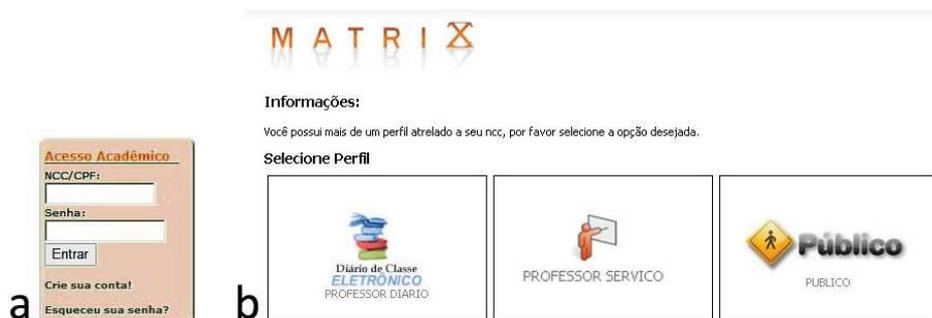 MATRIX
Informações:
Você possui mais de um perfil atrelado a seu ncc, por favor selecione a opção desejada.
Selecione Perfil
Diário de Classe
ELETRÔNICO
PROFESSOR DIARIO
PROFESSOR SERVICO
Público
PUBLICO
b
Acesso Acadêmico
NCC/CPF:
Senha:
Entrar
Crie sua conta!
Esqueceu sua senha?
a